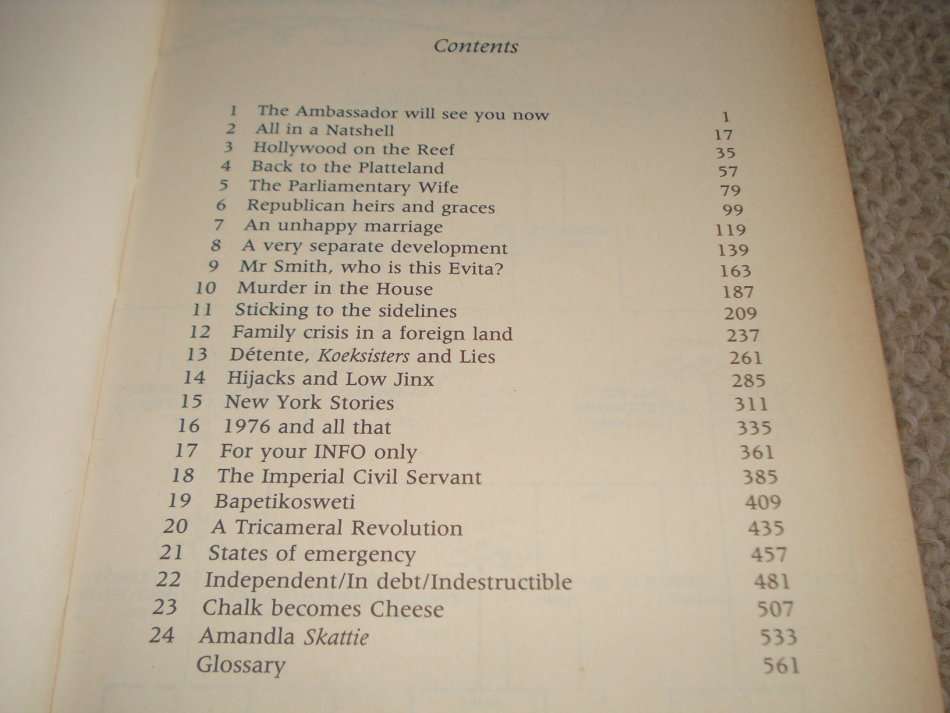 Contents
1 The Ambassador will see you now 1
2 All in a Natshell 17
3 Hollywood on the Reef 35
4 Back to the Platteland 57
5 The Parliamentary Wife 79
6 Republican heirs and graces 99
7 An unhappy marriage 119
8 A very separate development 139
9 Mr Smith, who is this Evita? 163
10 Murder in the House 187
11 Sticking to the sidelines 209
12 Family crisis in a foreign land 237
13 Détente, Koeksisters and Lies 261
14 Hijacks and Low Jinx 285
15 New York Stories 311
16 1976 and all that 335
17 For your INFO only 361
18 The Imperial Civil Servant 385
19 Bapetikosweti 409
20 A Tricameral Revolution 435
21 States of emergency 457
22 Independent/In debt/Indestructible 481
23 Chalk becomes Cheese 507
24 Amandla Skattie 533
Glossary 561